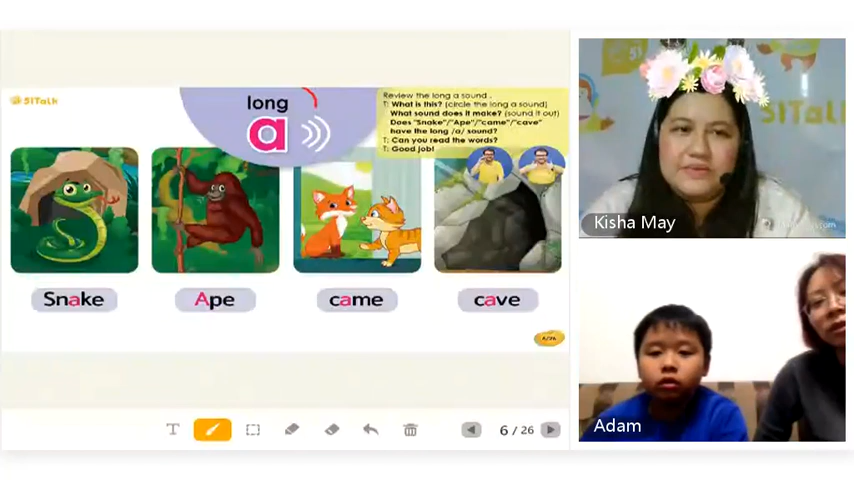 51Talk
long
a
Review the long a sound .
T: What is this? (circle the long a sound)
What sound does it make? (sound it out)
Does "Snake"/"Ape"/"came"/"cave"
have the long /a/ sound?
T: Can you read the words?
T: Good job!
Snake
Ape
came
cave
T
6 / 26
51Talk
Kisha May
Adam